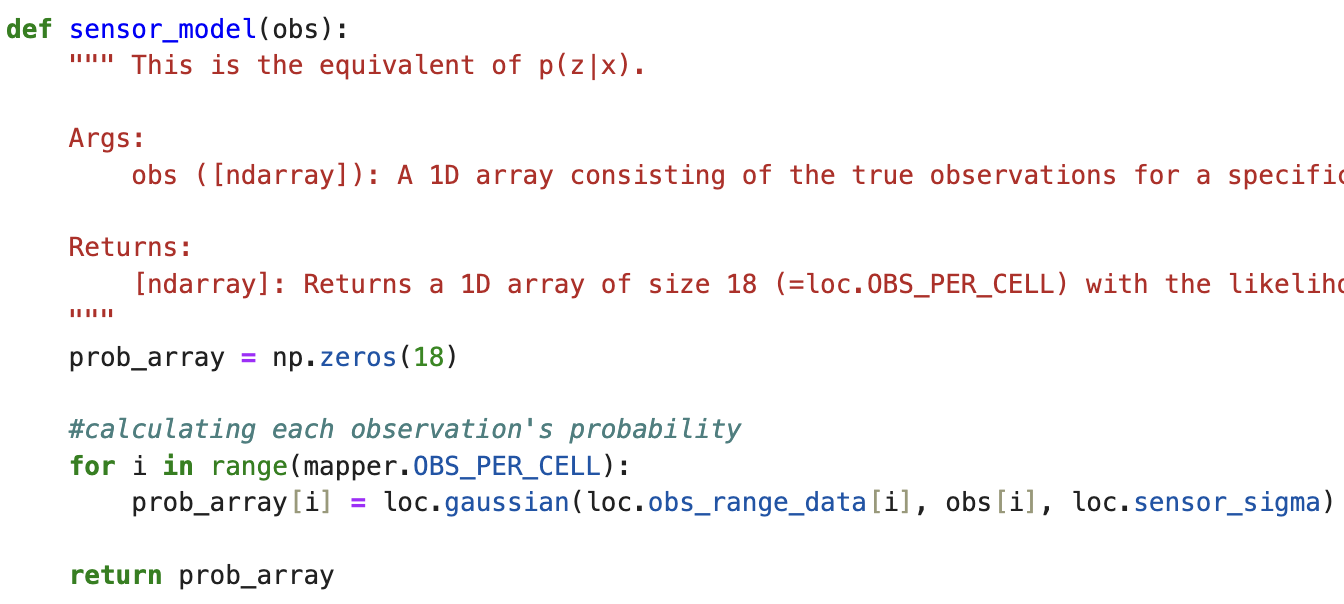 def sensor_model(obs):
    """ This is the equivalent of p(z|x).
    Args:
        obs ([ndarray]): A 1D array consisting of the true observations for a specific
    Returns:
        [ndarray]: Returns a 1D array of size 18 (=loc.OBS_PER_CELL) with the
    """
    prob_array = np.zeros(18)
    #calculating each observation's probability
    for i in range(mapper.OBS_PER_CELL):
        prob_array[i] = loc.gaussian(loc.obs_range_data[i], obs[i], loc.sensor_sigma)
    return prob_array